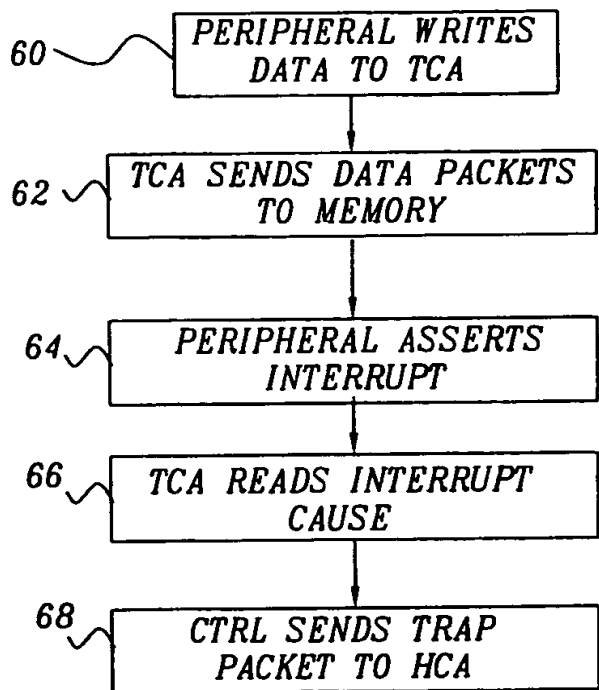 60
PERIPHERAL WRITES
DATA TO TCA
62
TCA SENDS DATA PACKETS
TO MEMORY
64
PERIPHERAL ASSERTS
INTERRUPT
66
TCA READS INTERRUPT
CAUSE
68
CTRL SENDS TRAP
PACKET TO HCA